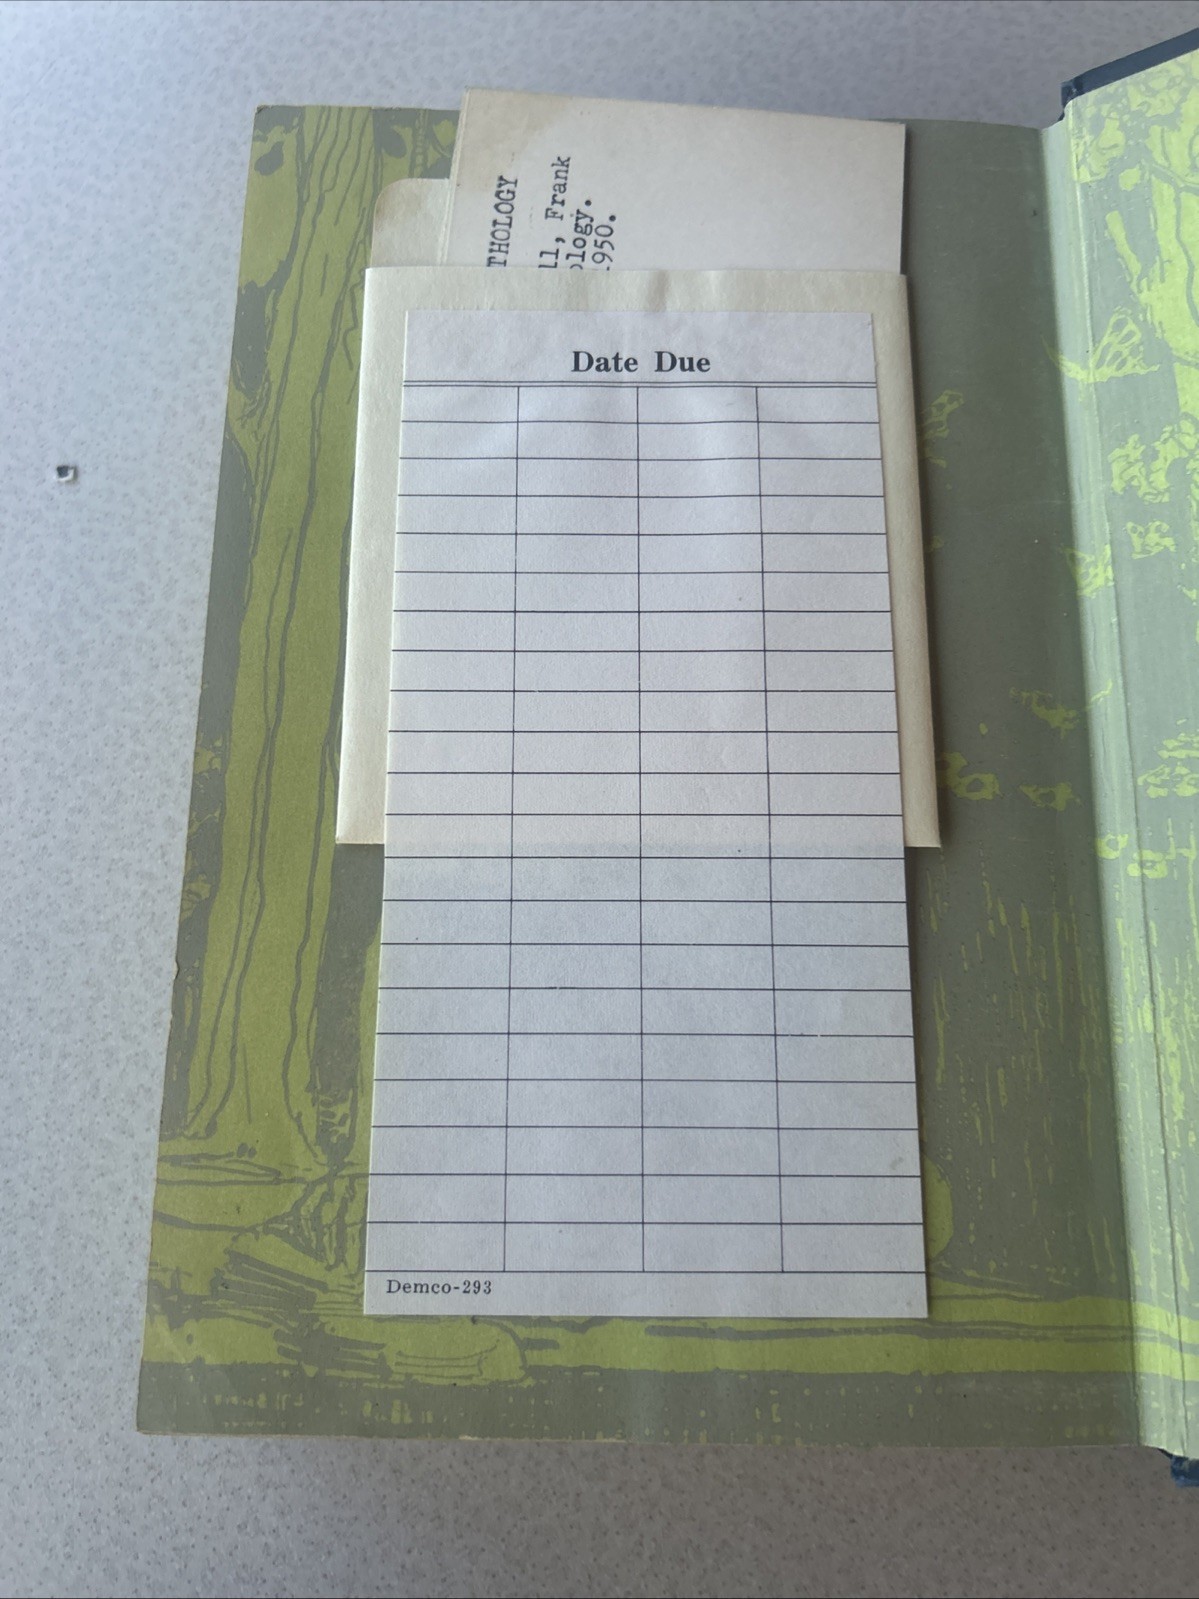 THOLOGY
ll, Frank
ology.
1950.
Date Due
Demco-293